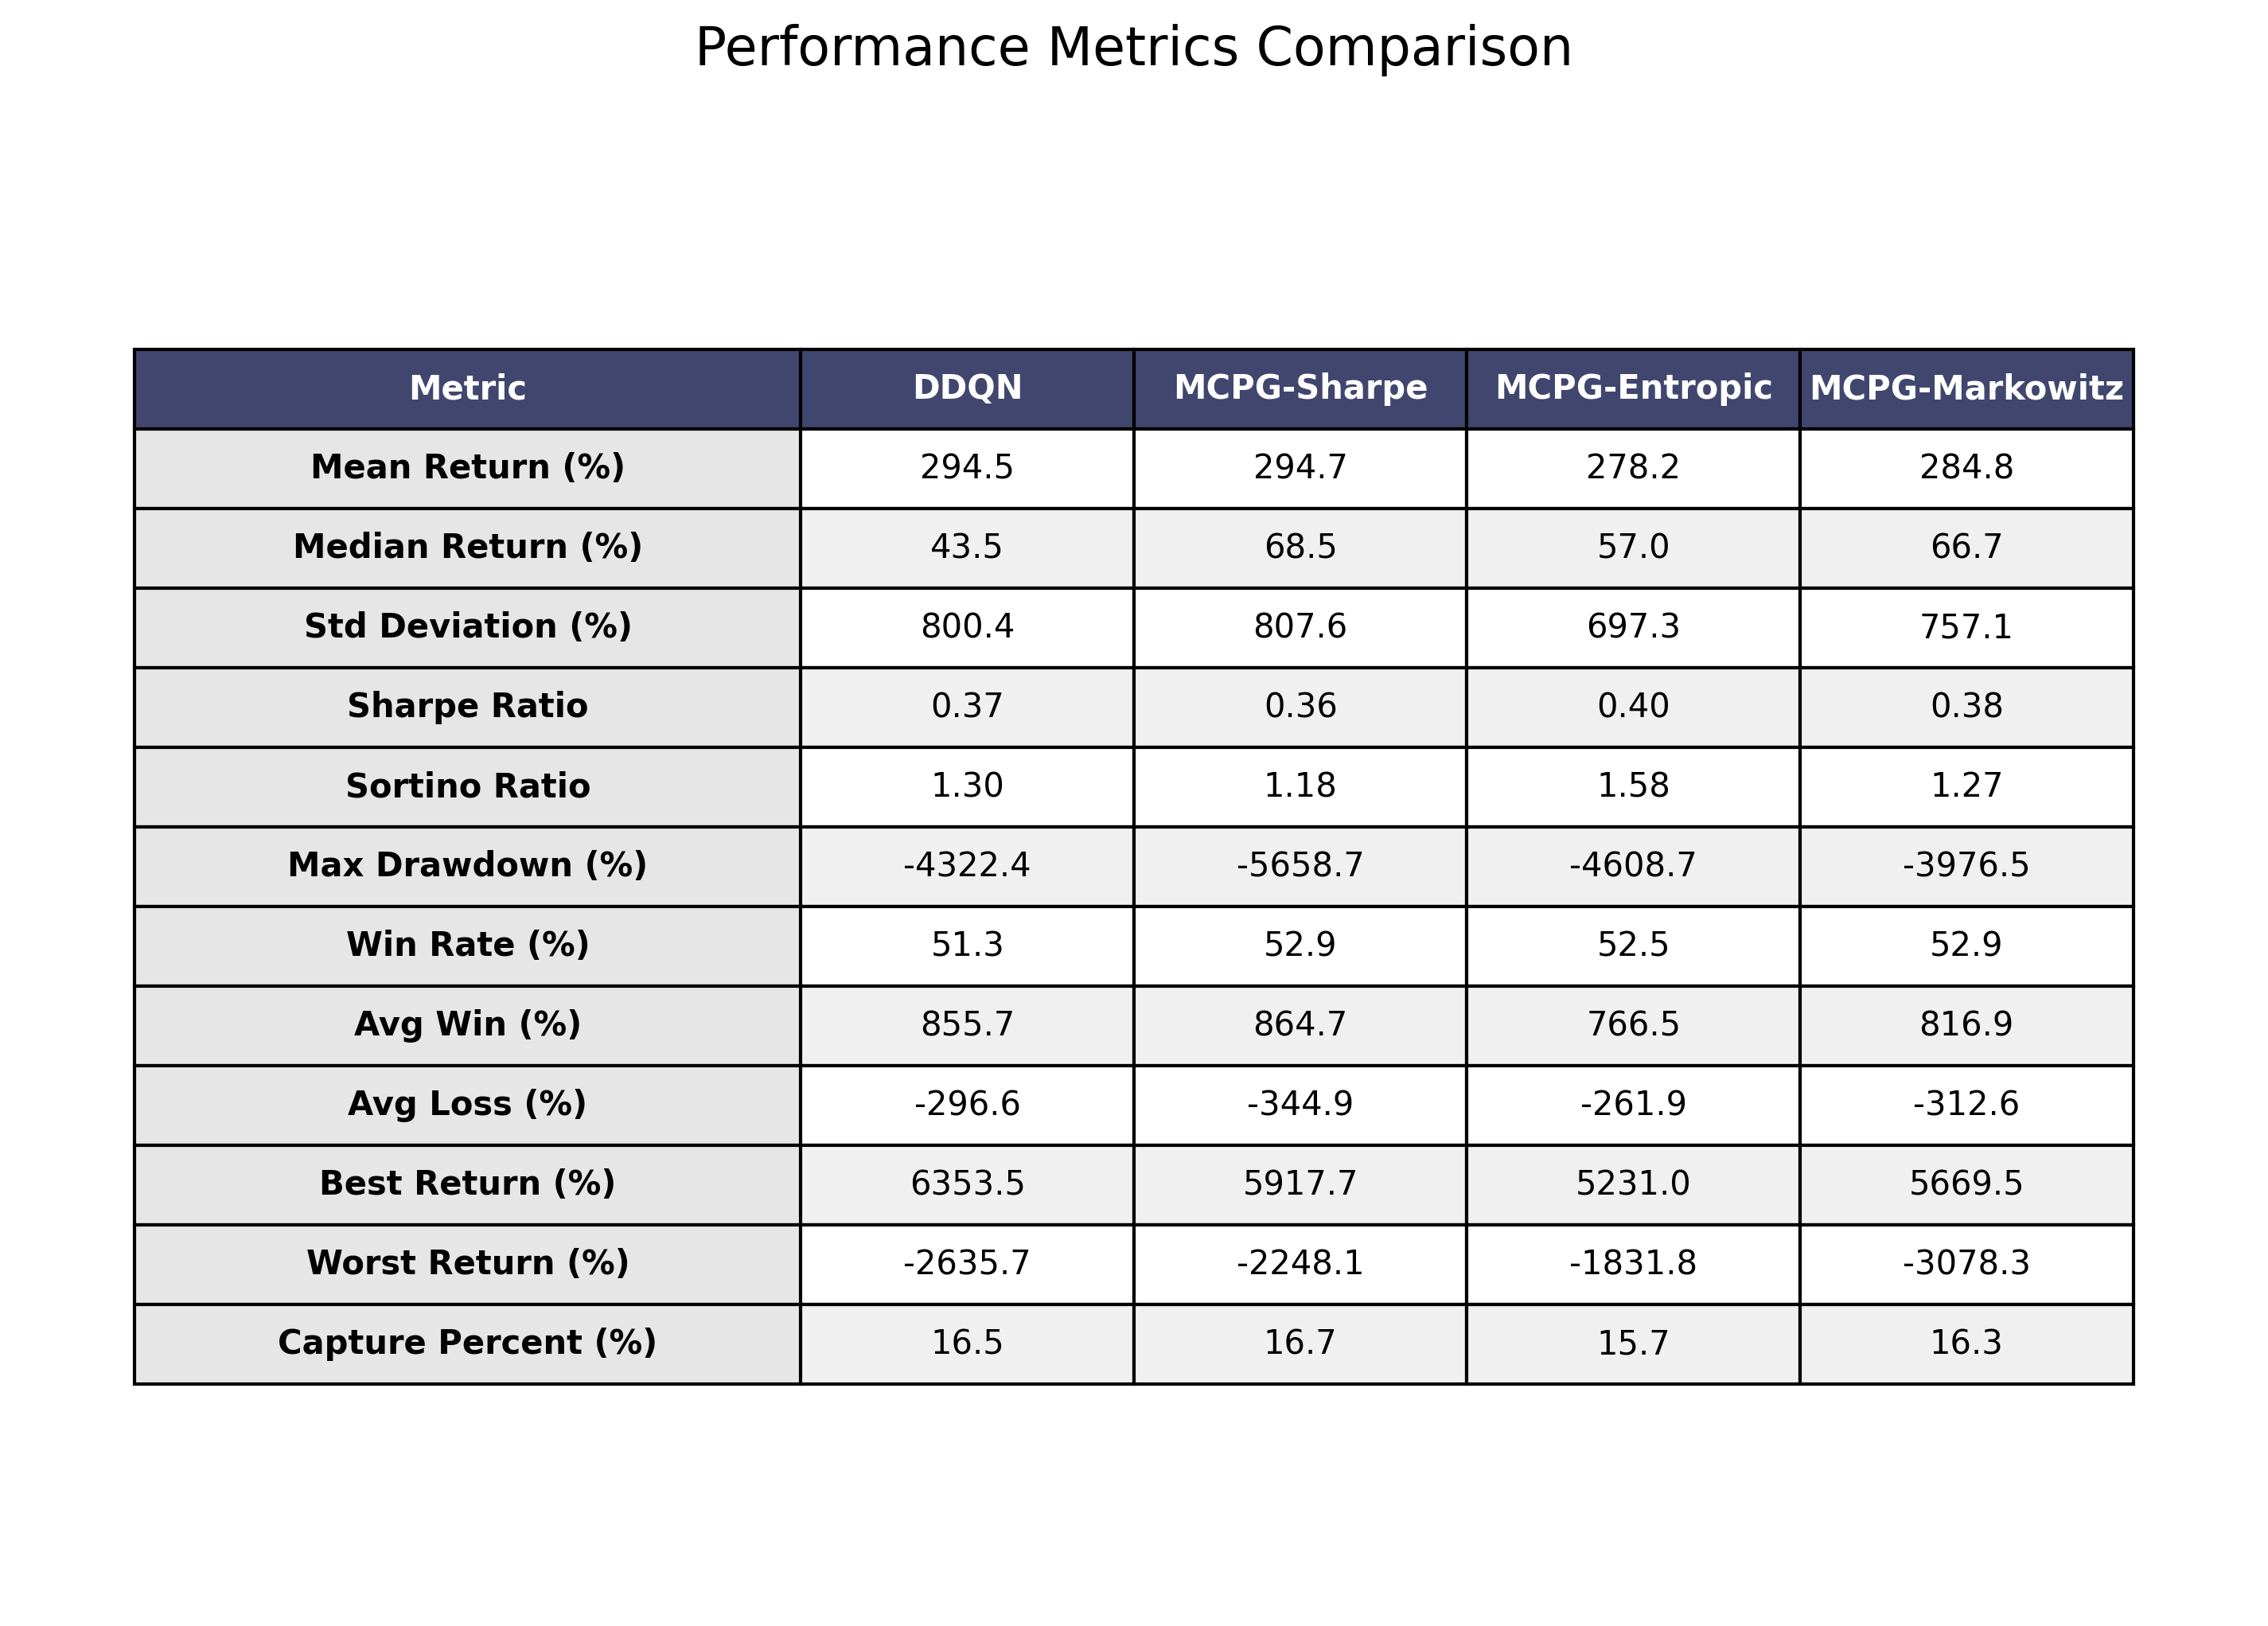 Performance Metrics Comparison
Metric DDQN MCPG-Sharpe MCPG-Entropic MCPG-Markowitz
Mean Return (%) 294.5 294.7 278.2 284.8
Median Return (%) 43.5 68.5 57.0 66.7
Std Deviation (%) 800.4 807.6 697.3 757.1
Sharpe Ratio 0.37 0.36 0.40 0.38
Sortino Ratio 1.30 1.18 1.58 1.27
Max Drawdown (%) -4322.4 -5658.7 -4608.7 -3976.5
Win Rate (%) 51.3 52.9 52.5 52.9
Avg Win (%) 855.7 864.7 766.5 816.9
Avg Loss (%) -296.6 -344.9 -261.9 -312.6
Best Return (%) 6353.5 5917.7 5231.0 5669.5
Worst Return (%) -2635.7 -2248.1 -1831.8 -3078.3
Capture Percent (%) 16.5 16.7 15.7 16.3